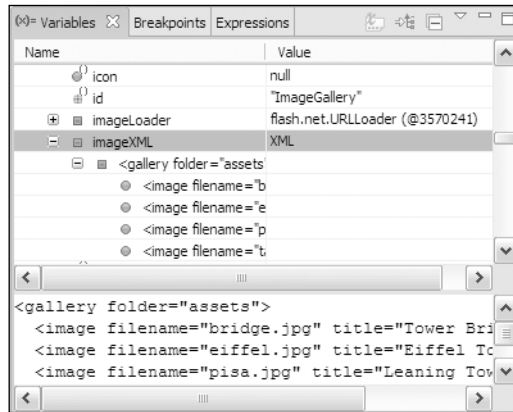 (x)= Variables Breakpoints Expressions
Name Value
icon null
id "ImageGallery"
imageLoader flash.net.URLLoader (@3570241)
imageXML XML
<gallery folder="assets"
<image filename="b
<image filename="e
<image filename="p
<image filename="t
<gallery folder="assets">
<image filename="bridge.jpg" title="Tower Bri
<image filename="eiffel.jpg" title="Eiffel To
<image filename="pisa.jpg" title="Leaning Tow